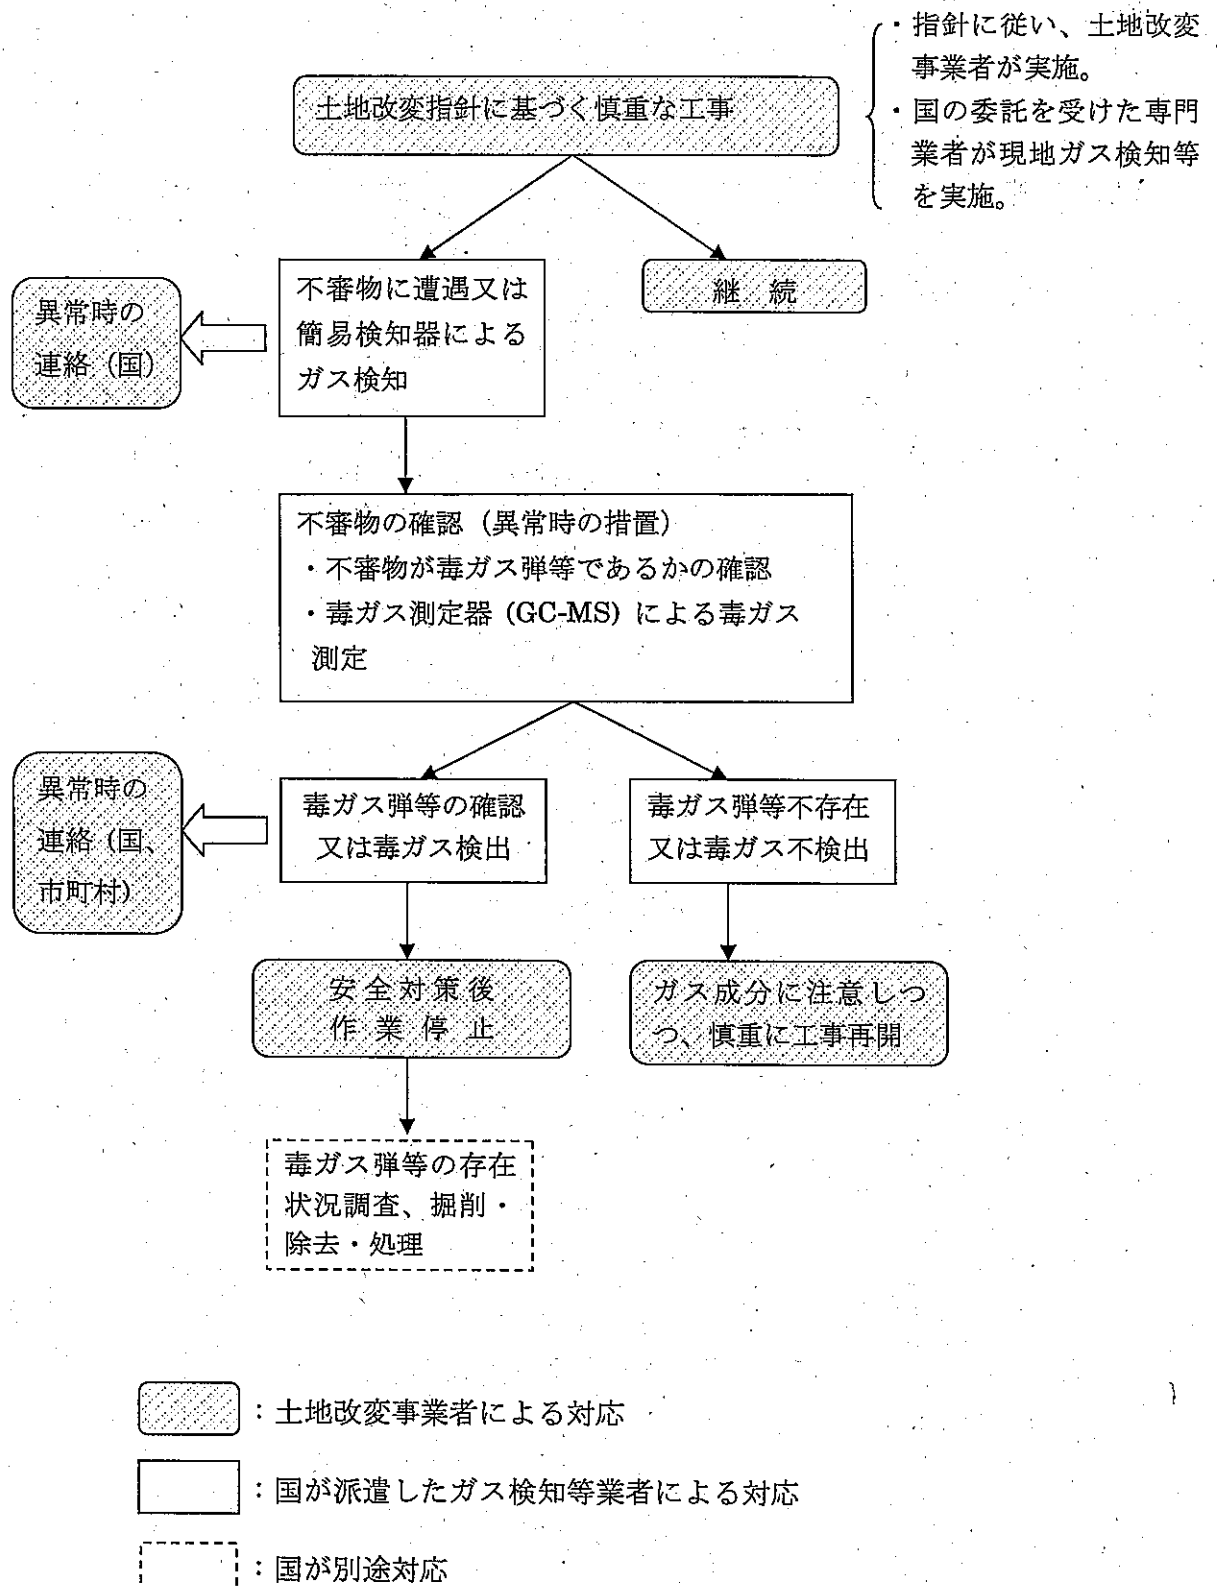 ・指針に従い、土地改変
事業者が実施。
・国の委託を受けた専門
業者が現地ガス検知等
を実施。
土地改変指針に基づく慎重な工事
不審物に遭遇又は
簡易検知器による
ガス検知
継 続
異常時の
連絡（国）
不審物の確認（異常時の措置）
・不審物が毒ガス弾等であるかの確認
・毒ガス測定器 (GC-MS) による毒ガス
測定
異常時の
連絡（国、
市町村）
毒ガス弾等の確認
又は毒ガス検出
毒ガス弾等不存在
又は毒ガス不検出
安全対策後
作 業 停 止
ガス成分に注意しつ
つ、慎重に工事再開
毒ガス弾等の存在
状況調査、掘削・
除去・処理
：土地改変事業者による対応
：国が派遣したガス検知等業者による対応
：国が別途対応